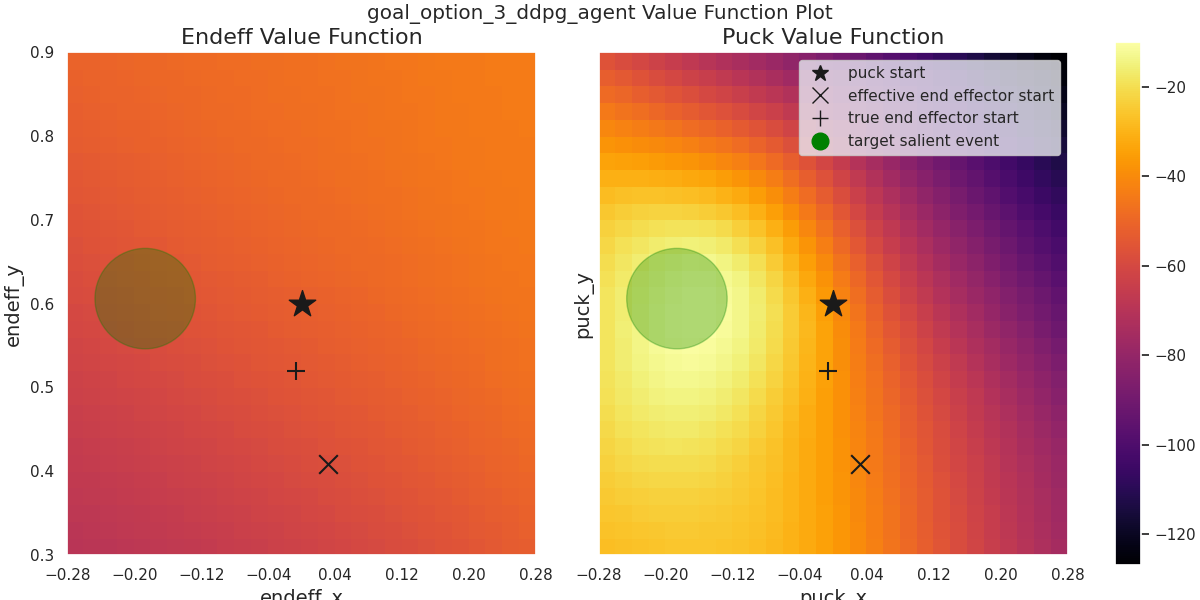 goal_option_3_ddpg_agent Value Function Plot
Endeff Value Function
Puck Value Function
0.9
0.8
0.7
0.6
0.5
0.4
0.3
endeff_y
−0.28 −0.20 −0.12 −0.04 0.04 0.12 0.20 0.28
endeff_x
puck start
effective end effector start
true end effector start
target salient event
puck_y
−0.28 −0.20 −0.12 −0.04 0.04 0.12 0.20 0.28
puck_x
−20
−40
−60
−80
−100
−120